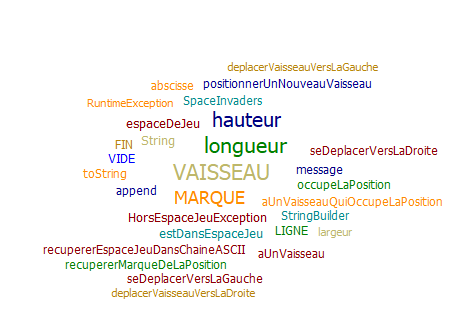 deplacerVaisseauVersLaGauche
abscisse positionnerUnNouveauVaisseau
RuntimeException SpaceInvaders
espaceDeJeu hauteur
FIN String longueur seDeplacerVersLaDroite
VIDE
toString VAISSEAU message
append occupeLaPosition
MARQUE aUnVaisseauQuiOccupeLaPosition
HorsEspaceJeuException StringBuilder
estDansEspaceJeu LIGNE largeur
recupererEspaceJeuDansChaineASCII aUnVaisseau
recupererMarqueDeLaPosition
seDeplacerVersLaGauche
deplacerVaisseauVersLaDroite